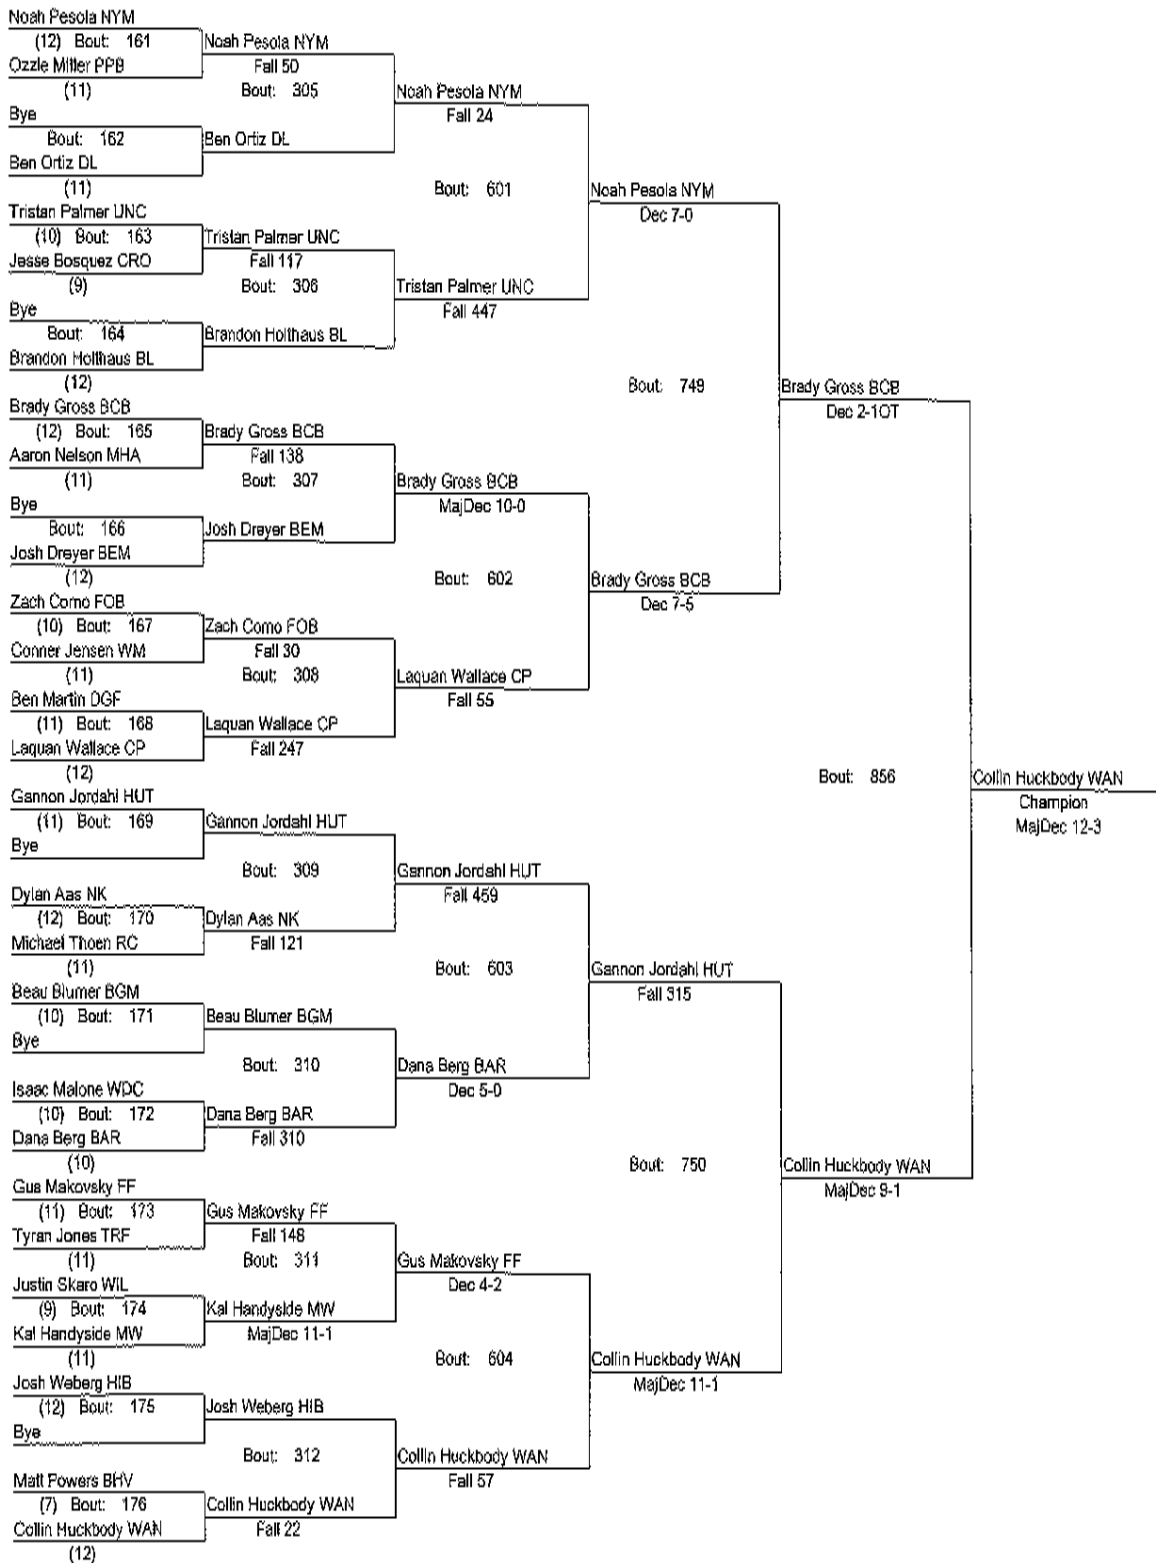 Noah Pesola NYM
(12) Bout: 161
Ozzie Miller PPB
(11)
Bye
Bout: 162
Ben Ortiz DL
(11)
Tristan Palmer UNC
(10) Bout: 163
Jesse Bosquez CRO
(9)
Bye
Bout: 164
Brandon Holthaus BL
(12)
Brady Gross BCB
(12) Bout: 165
Aaron Nelson MHA
(11)
Bye
Bout: 166
Josh Dreyer BEM
(12)
Zach Como FOB
(10) Bout: 167
Conner Jensen WM
(11)
Ben Martin DGF
(11) Bout: 168
Laquan Wallace CP
(12)
Gannon Jordahl HUT
(11) Bout: 169
Bye
Dylan Aas NK
(12) Bout: 170
Michael Thoen RC
(11)
Beau Blumer BGM
(10) Bout: 171
Bye
Isaac Malone WDC
(10) Bout: 172
Dana Berg BAR
(10)
Gus Makovsky FF
(11) Bout: 173
Tyran Jones TRF
(11)
Justin Skaro WIL
(9) Bout: 174
Kal Handyside MW
(11)
Josh Weberg HIB
(12) Bout: 175
Bye
Matt Powers BHV
(7) Bout: 176
Collin Huckbody WAN
(12)
Noah Pesola NYM
Fall 50
Bout: 305
Ben Ortiz DL
Tristan Palmer UNC
Fall 117
Bout: 306
Brandon Holthaus BL
Brady Gross BCB
Fall 138
Bout: 307
Josh Dreyer BEM
Zach Como FOB
Fall 30
Bout: 308
Laquan Wallace CP
Fall 247
Gannon Jordahl HUT
Bout: 309
Dylan Aas NK
Fall 121
Beau Blumer BGM
Bout: 310
Dana Berg BAR
Fall 310
Gus Makovsky FF
Fall 148
Bout: 311
Kal Handyside MW
MajDec 11-1
Josh Weberg HIB
Bout: 312
Collin Huckbody WAN
Fall 22
Noah Pesola NYM
Fall 24
Bout: 601
Tristan Palmer UNC
Fall 447
Brady Gross BCB
MajDec 10-0
Bout: 602
Laquan Wallace CP
Fall 55
Gannon Jordahl HUT
Fall 459
Bout: 603
Dana Berg BAR
Dec 5-0
Gus Makovsky FF
Dec 4-2
Bout: 604
Collin Huckbody WAN
Fall 57
Noah Pesola NYM
Dec 7-0
Bout: 749
Brady Gross BCB
Dec 7-5
Gannon Jordahl HUT
Fall 315
Bout: 750
Collin Huckbody WAN
MajDec 11-1
Brady Gross BCB
Dec 2-1OT
Bout: 856
Collin Huckbody WAN
MajDec 9-1
Collin Huckbody WAN
Champion
MajDec 12-3